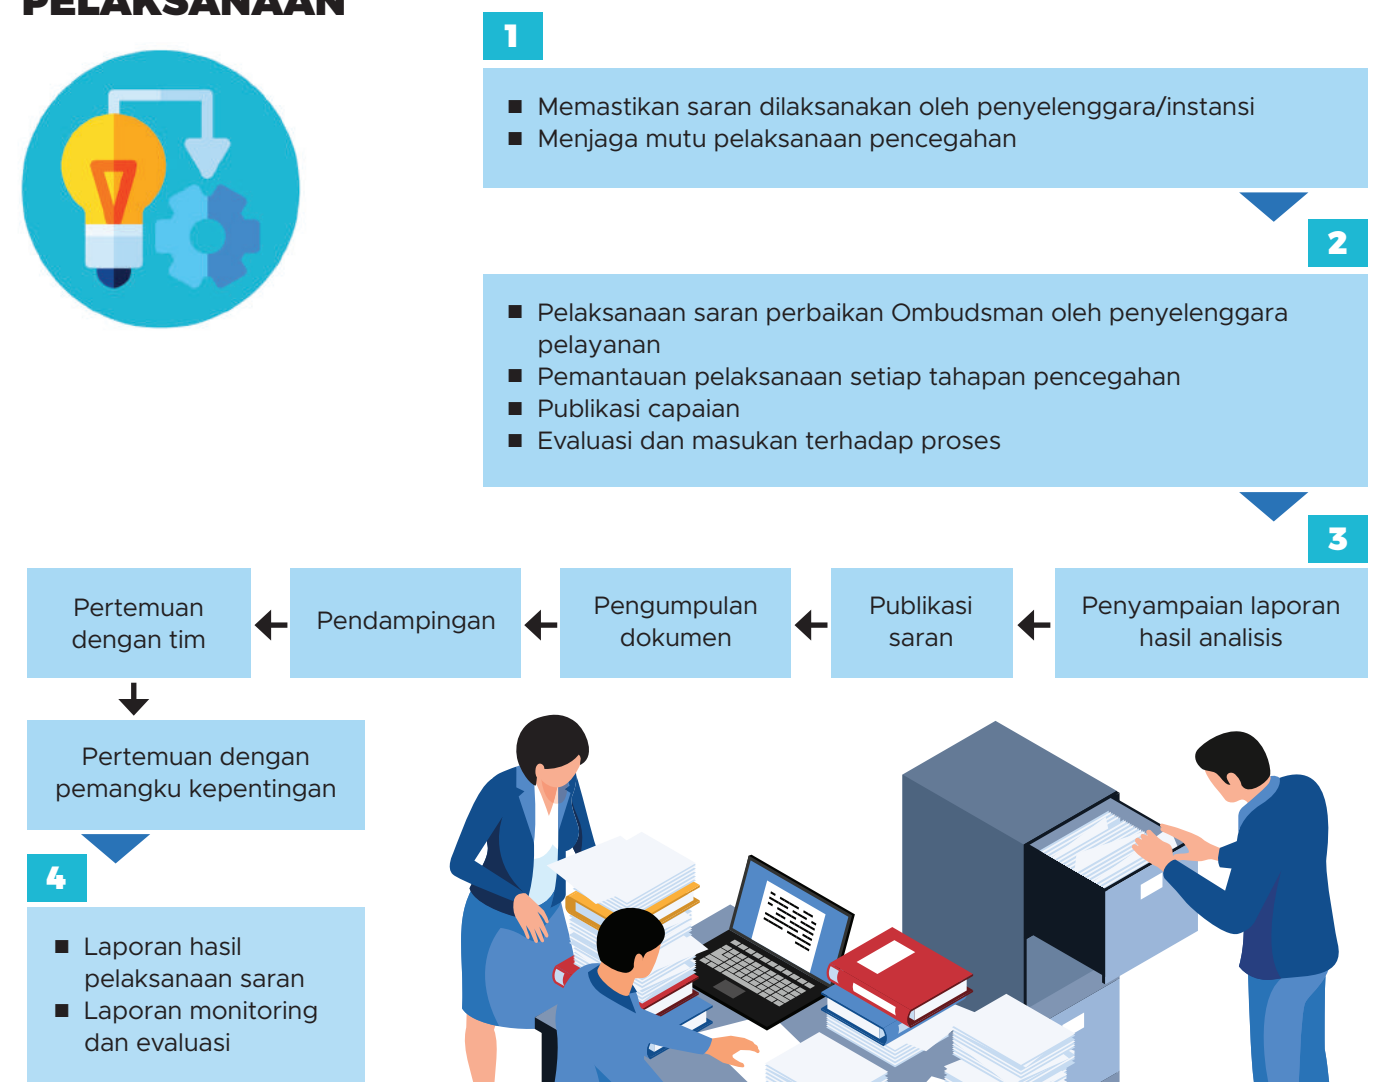 PELAKSANAAN
1
■ Memastikan saran dilaksanakan oleh penyelenggara/instansi
■ Menjaga mutu pelaksanaan pencegahan
2
■ Pelaksanaan saran perbaikan Ombudsman oleh penyelenggara
pelayanan
■ Pemantauan pelaksanaan setiap tahapan pencegahan
■ Publikasi capaian
■ Evaluasi dan masukan terhadap proses
3
Penyampaian laporan
hasil analisis
Publikasi
saran
Pengumpulan
dokumen
Pendampingan
Pertemuan
dengan tim
Pertemuan dengan
pemangku kepentingan
4
■ Laporan hasil
pelaksanaan saran
■ Laporan monitoring
dan evaluasi